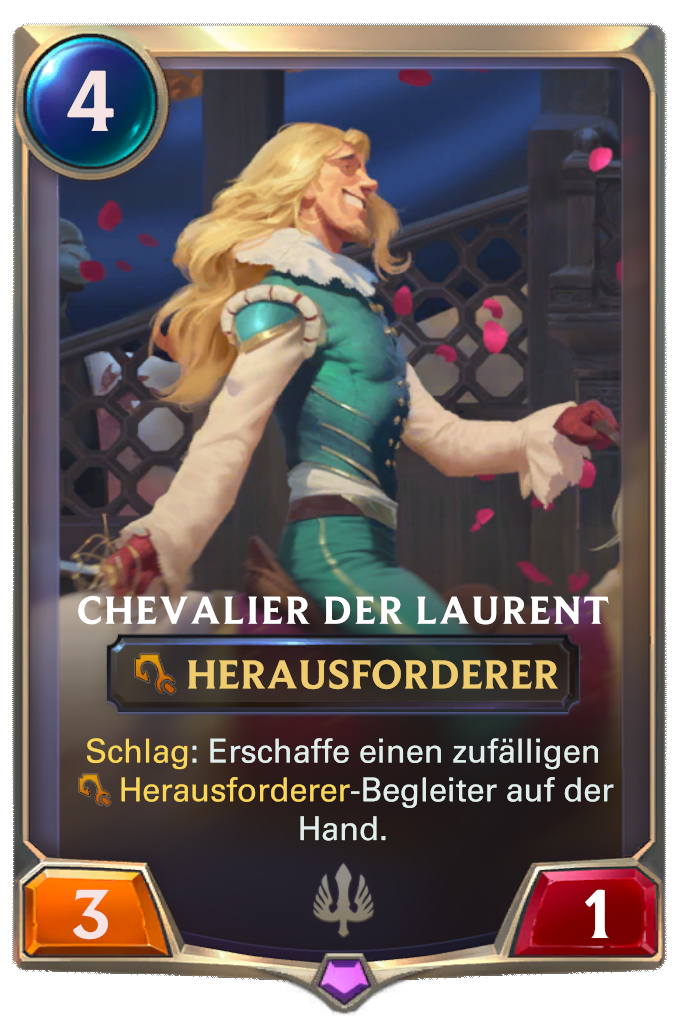 4
CHEVALIER DER LAURENT
HERAUSFORDERER
Schlag: Erschaffe einen zufälligen
Herausforderer-Begleiter auf der
Hand.
3
1